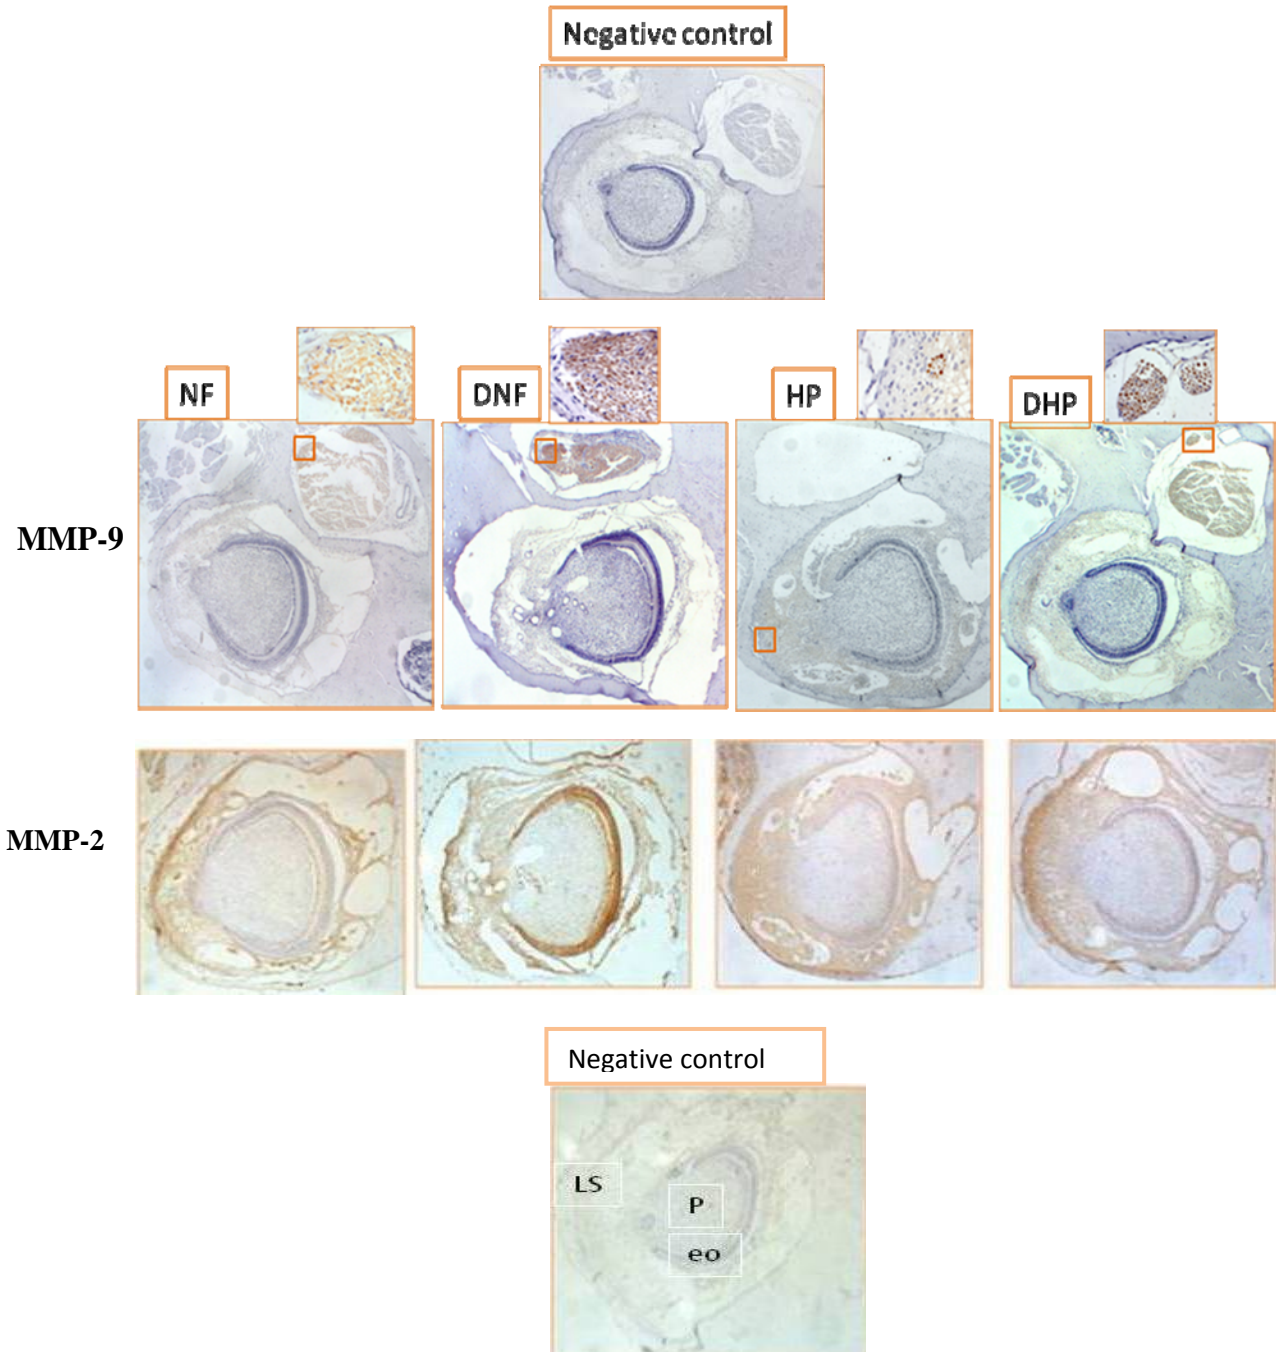 Negative control
NF
DNF
HP
DHP
MMP-9
MMP-2
Negative control
LS
P
eo